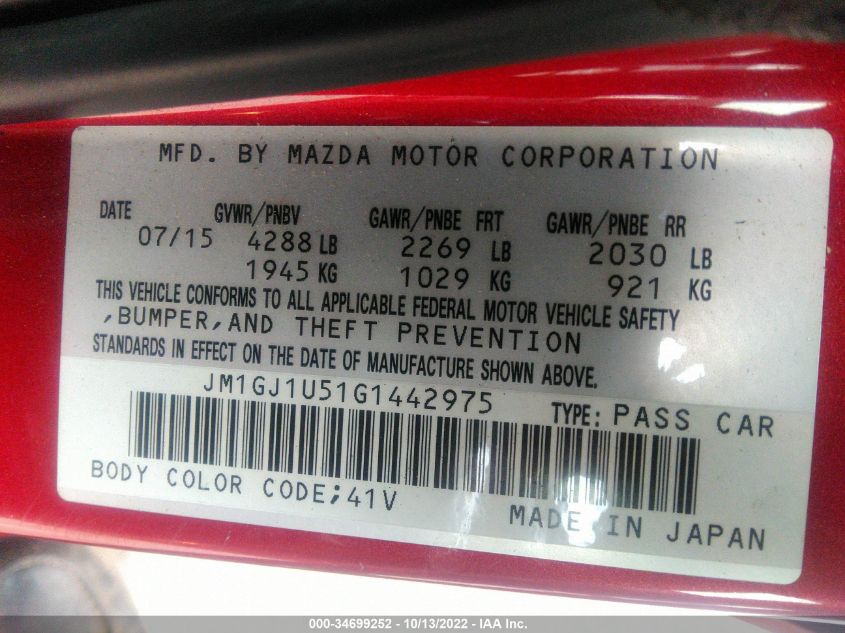 MFD. BY MAZDA MOTOR CORPORATION
DATE GVWR/PNBV GAWR/PNBE FRT GAWR/PNBE RR
07/15 4288 LB 2269 LB 2030 LB
1945 KG 1029 KG 921 KG
THIS VEHICLE CONFORMS TO ALL APPLICABLE FEDERAL MOTOR VEHICLE SAFETY
,BUMPER,AND THEFT PREVENTION
STANDARDS IN EFFECT ON THE DATE OF MANUFACTURE SHOWN ABOVE.
JM1GJ1U51G1442975 TYPE: PASS CAR
BODY COLOR CODE;41V
MADE IN JAPAN
000-34699252 - 10/13/2022 - IAA Inc.